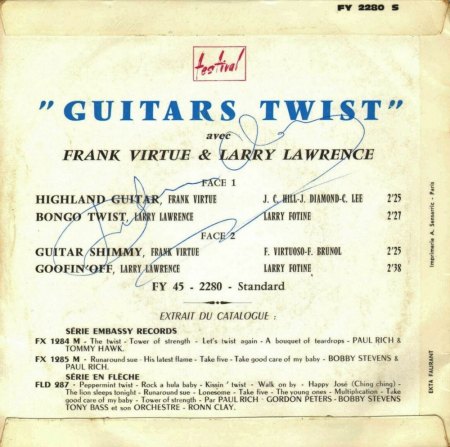 FY 2280 S
festival
"GUITARS TWIST"
avec
FRANK VIRTUE & LARRY LAWRENCE
FACE 1
HIGHLAND GUITAR, FRANK VIRTUE J. C. HILL-J. DIAMOND-C. LEE 2'25
BONGO TWIST, LARRY LAWRENCE LARRY FOTINE 2'27
FACE 2
GUITAR SHIMMY, FRANK VIRTUE F. VIRTUOSO-F. BRUNOL 2'25
GOOFIN'OFF, LARRY LAWRENCE LARRY FOTINE 2'38
FY 45 - 2280 - Standard
EXTRAIT DU CATALOGUE :
SÉRIE EMBASSY RECORDS
FX 1284 M • The twist - Tower of strength - Let's twist again - A bouquet of teardrops - PAUL RICH &
TOMMY HAWK.
FX 1285 M • Runaround sue - His latest flame - Take five - Take good care of my baby - BOBBY STEVENS &
PAUL RICH.
SÉRIE EN FLÈCHE
FLD 987 • Peppermint twist - Rock a hula baby - Kissin' twist - Walk on by - Happy José (Ching ching) -
The lion sleeps tonight - Runaround sue - Lonesome - Take five - The young ones - Multiplication - Take
good care of my baby - Tower of strength - Par PAUL RICH - GORDON PETERS - BOBBY STEVENS
TONY BASS et son ORCHESTRE - RONN CLAY.
Imprimerie A. Sensarric - Paris
EKTA FAURANT